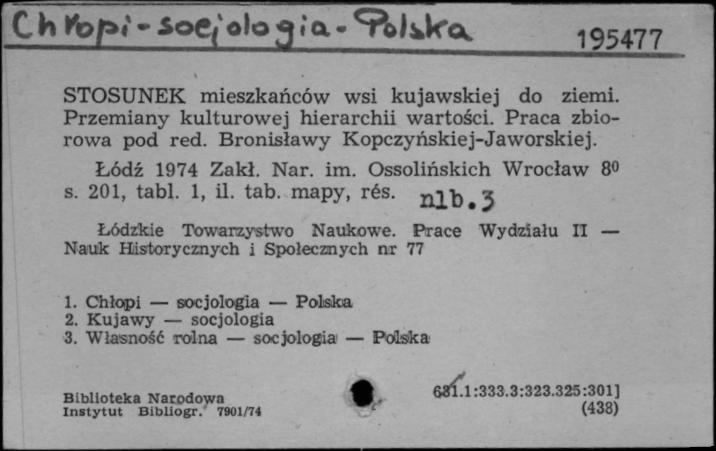 Chłopi-socjologia-Polska
195477
STOSUNEK mieszkańców wsi kujawskiej do ziemi.
Przemiany kulturowej hierarchii wartości. Praca zbio-
rowa pod red. Bronisławy Kopczyńskiej-Jaworskiej.
Łódź 1974 Zakł. Nar. im. Ossolińskich Wrocław 8⁰
s. 201, tabl. 1, il. tab. mapy, rés. nlb.3
Łódzkie Towarzystwo Naukowe. Prace Wydziału II —
Nauk Historycznych i Społecznych nr 77
1. Chłopi — socjologia — Polska
2. Kujawy — socjologia
3. Własność rolna — socjologia — Polska
Biblioteka Narodowa
Instytut Bibliogr. 7901/74
631.1:333.3:323.325:301]
(438)